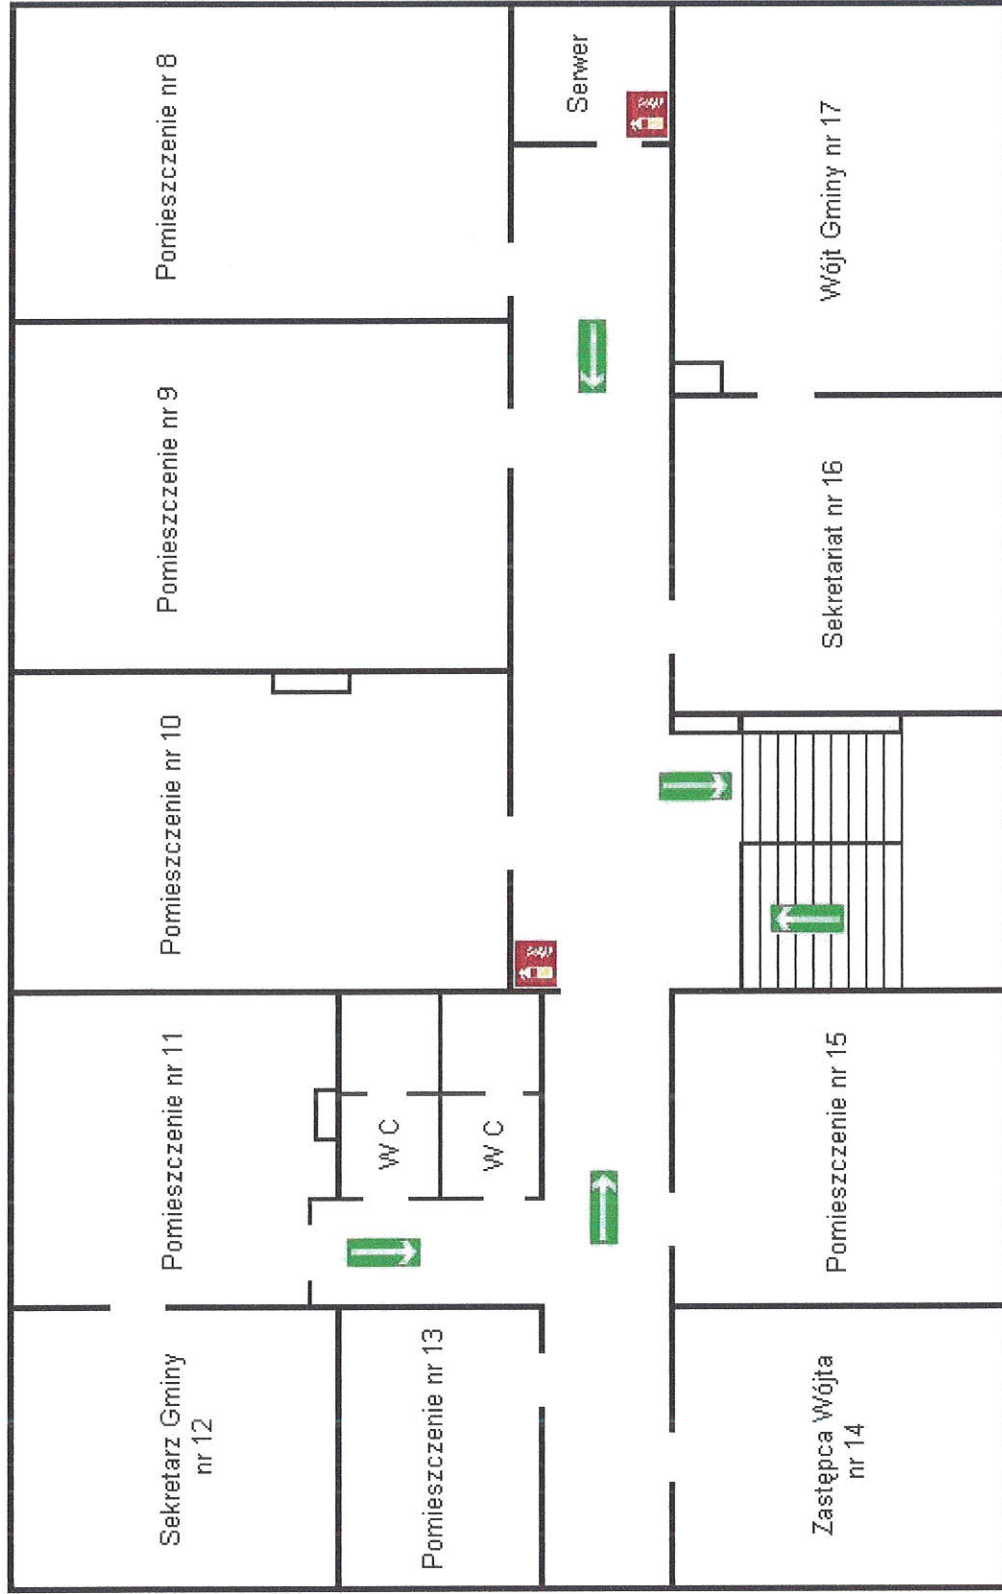 Sekretarz Gminy
nr 12
Pomieszczenie nr 11
Pomieszczenie nr 10
Pomieszczenie nr 9
Pomieszczenie nr 8
Pomieszczenie nr 13
W C
W C
Serwer
Zastępca Wójta
nr 14
Pomieszczenie nr 15
Sekretariat nr 16
Wójt Gminy nr 17